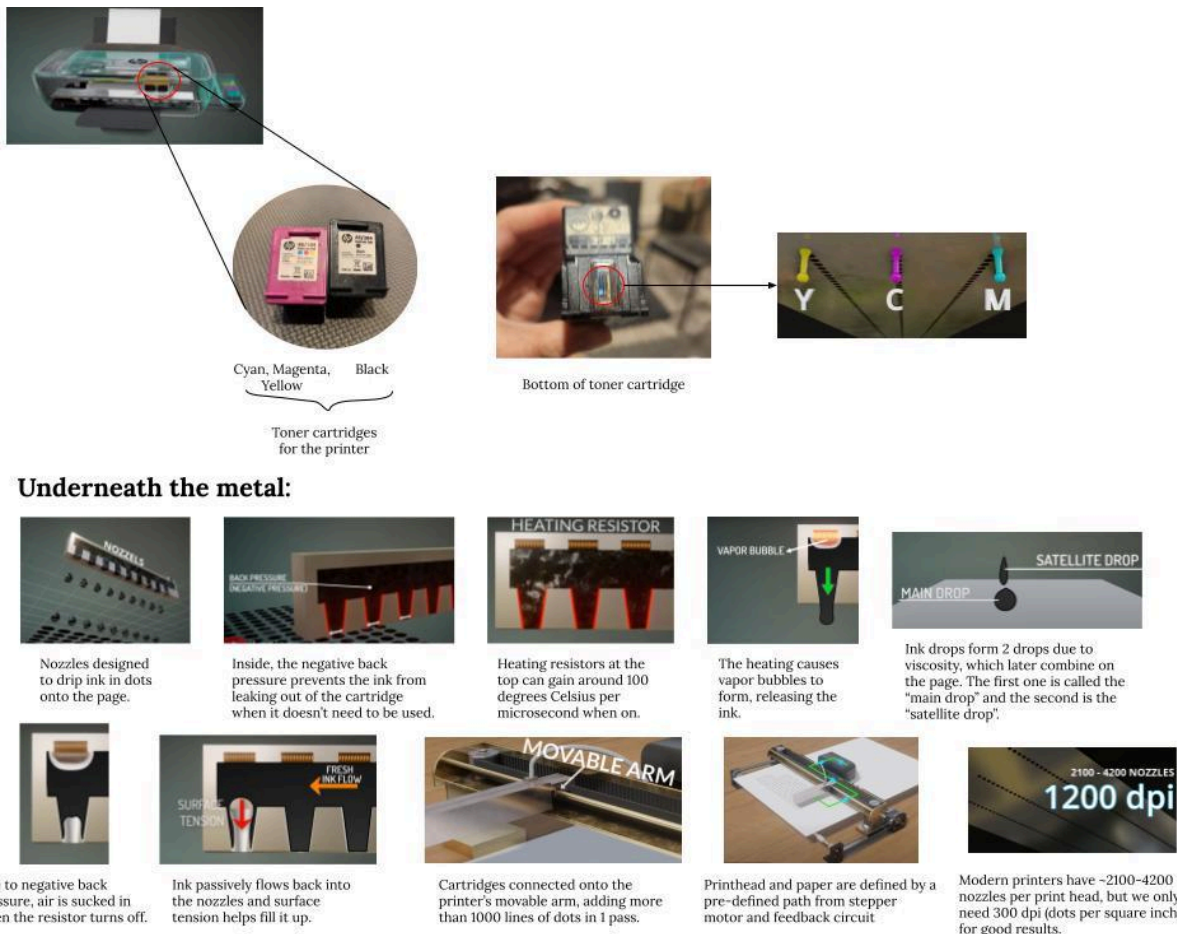 Y C M
Cyan, Magenta, Black
Yellow
Bottom of toner cartridge
Toner cartridges
for the printer
Underneath the metal:
NOZZELS
BACK PRESSURE
(NEGATIVE PRESSURE)
HEATING RESISTOR
VAPOR BUBBLE
SATELLITE DROP
MAIN DROP
Nozzles designed
to drip ink in dots
onto the page.
Inside, the negative back
pressure prevents the ink from
leaking out of the cartridge
when it doesn't need to be used.
Heating resistors at the
top can gain around 100
degrees Celsius per
microsecond when on.
The heating causes
vapor bubbles to
form, releasing the
ink.
Ink drops form 2 drops due to
viscosity, which later combine on
the page. The first one is called the
"main drop" and the second is the
"satellite drop".
FRESH
INK FLOW
SURFACE
TENSION
MOVABLE ARM
2100 - 4200 NOZZLES
1200 dpi
e to negative back
ssure, air is sucked in
en the resistor turns off.
Ink passively flows back into
the nozzles and surface
tension helps fill it up.
Cartridges connected onto the
printer's movable arm, adding more
than 1000 lines of dots in 1 pass.
Printhead and paper are defined by a
pre-defined path from stepper
motor and feedback circuit
Modern printers have ~2100-4200
nozzles per print head, but we only
need 300 dpi (dots per square inch
for good results.